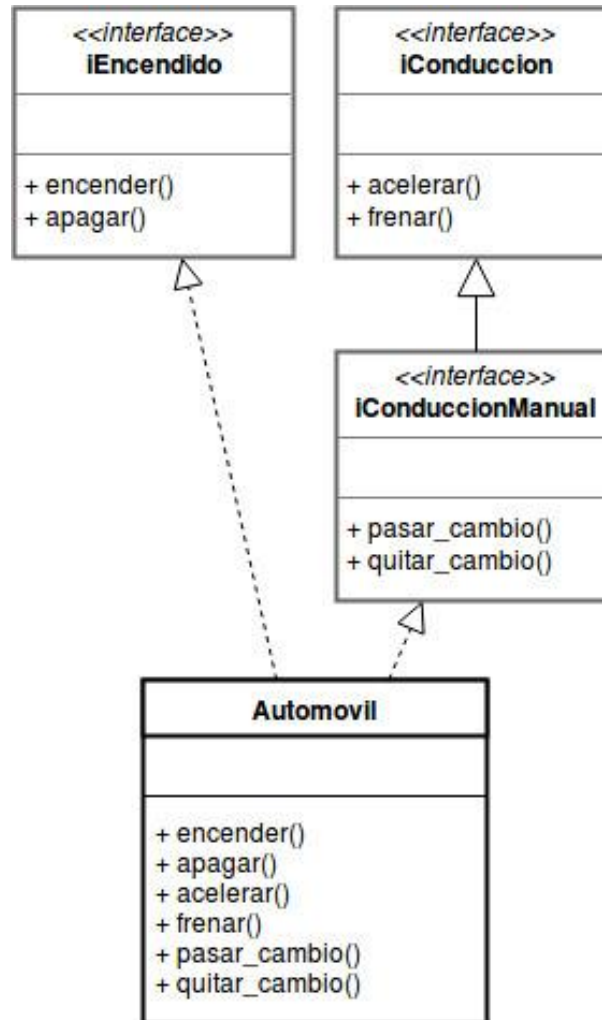 <<interface>>
iEncendido
+ encender()
+ apagar()
<<interface>>
iConduccion
+ acelerar()
+ frenar()
<<interface>>
iConduccionManual
+ pasar_cambio()
+ quitar_cambio()
Automovil
+ encender()
+ apagar()
+ acelerar()
+ frenar()
+ pasar_cambio()
+ quitar_cambio()